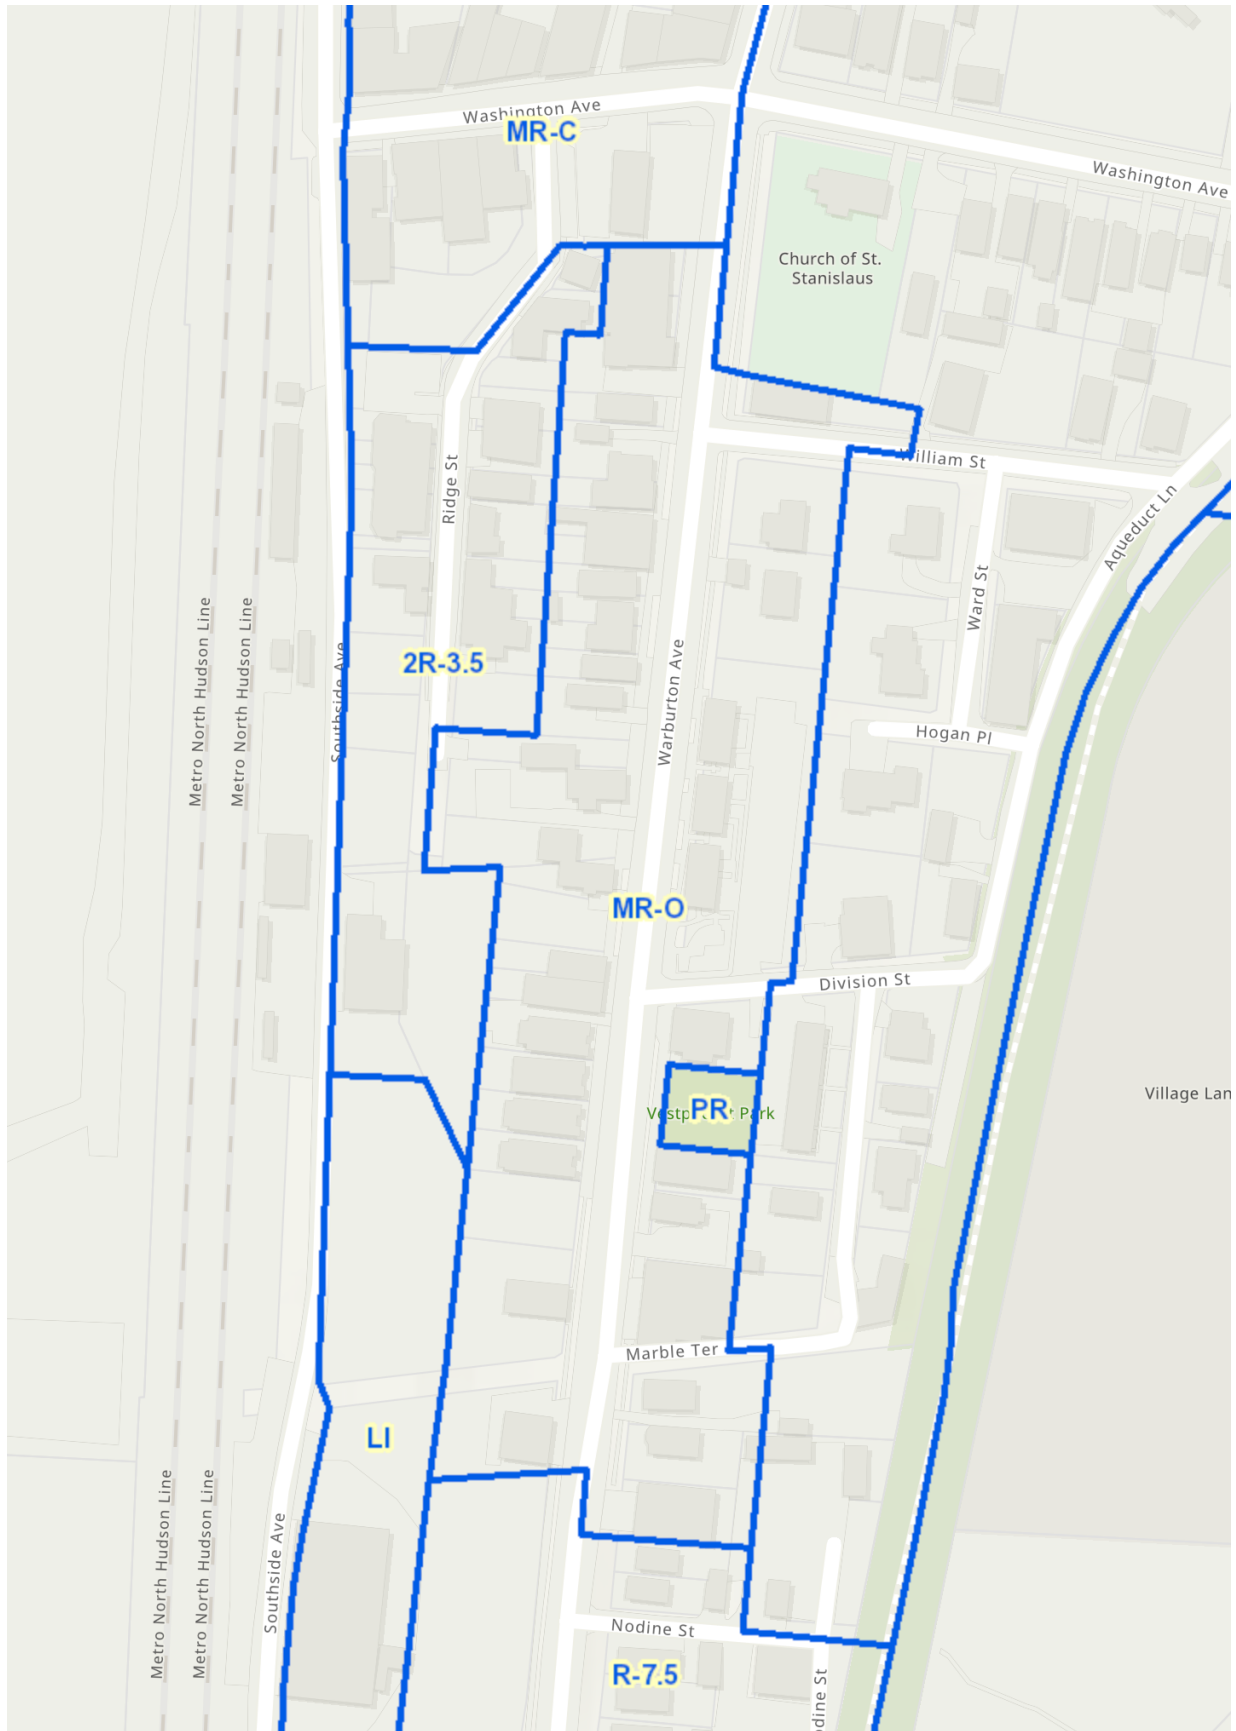 Washington Ave
MR-C
Washington Ave
Church of St.
Stanislaus
William St
Ridge St
Aqueduct Ln
Ward St
Metro North Hudson Line
Metro North Hudson Line
Southside Ave
2R-3.5
Warburton Ave
Hogan Pl
MR-O
Division St
PR
Park
Village Lan
Marble Ter
LI
Metro North Hudson Line
Metro North Hudson Line
Southside Ave
Nodine St
R-7.5
odine St